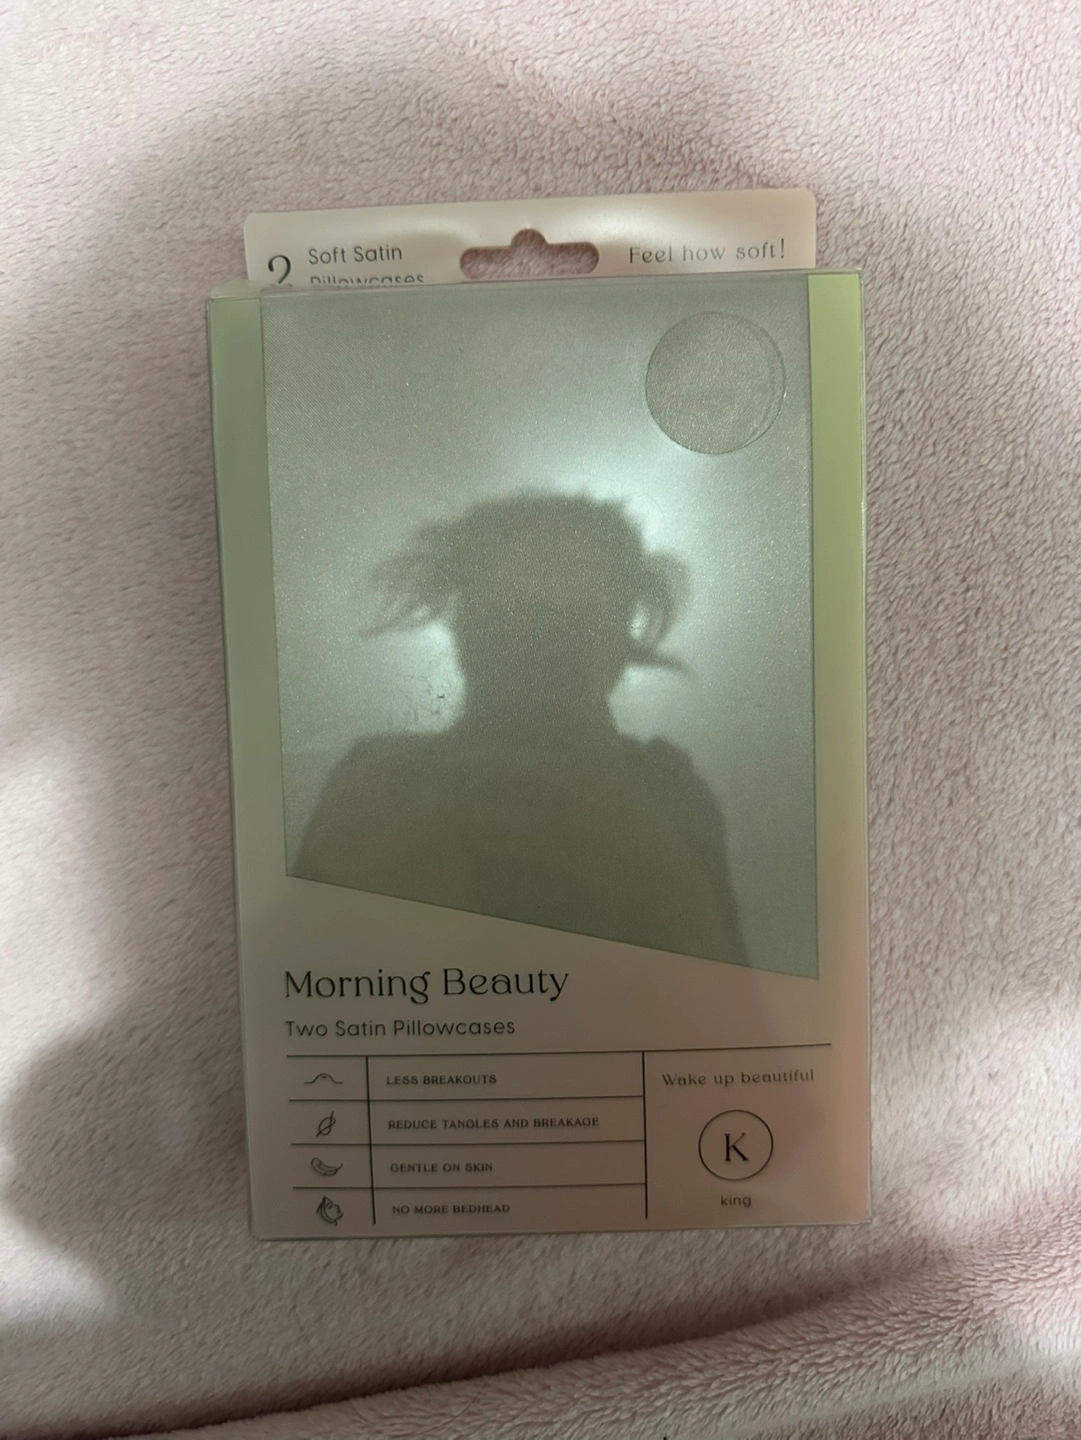 2
Soft Satin
Pillowcases
Feel how soft!
Morning Beauty
Two Satin Pillowcases
LESS BREAKOUTS
REDUCE TANGLES AND BREAKAGE
GENTLE ON SKIN
NO MORE BEDHEAD
Wake up beautiful
K
king